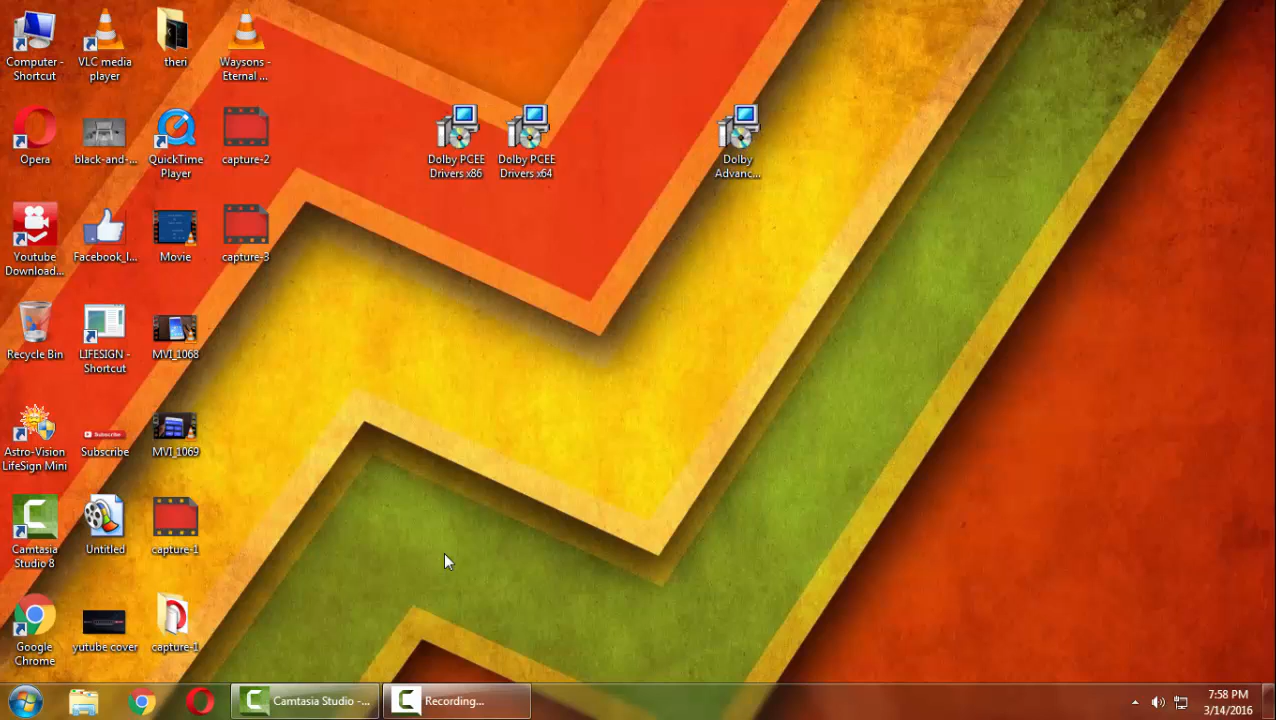 Computer -
Shortcut
VLC media
player
theri
Waysons -
Eternal ...
Opera
black-and-...
QuickTime
Player
capture-2
Dolby PCEE
Drivers x86
Dolby PCEE
Drivers x64
Dolby
Advanc...
Youtube
Download...
Facebook_l...
Movie
capture-3
Recycle Bin
LIFESIGN -
Shortcut
MVI_1068
Astro-Vision
LifeSign Mini
Subscribe
Subscribe
MVI_1069
Camtasia
Studio 8
Untitled
capture-1
Google
Chrome
yutube cover
capture-1
Camtasia Studio -...
Recording...
7:58 PM
3/14/2016